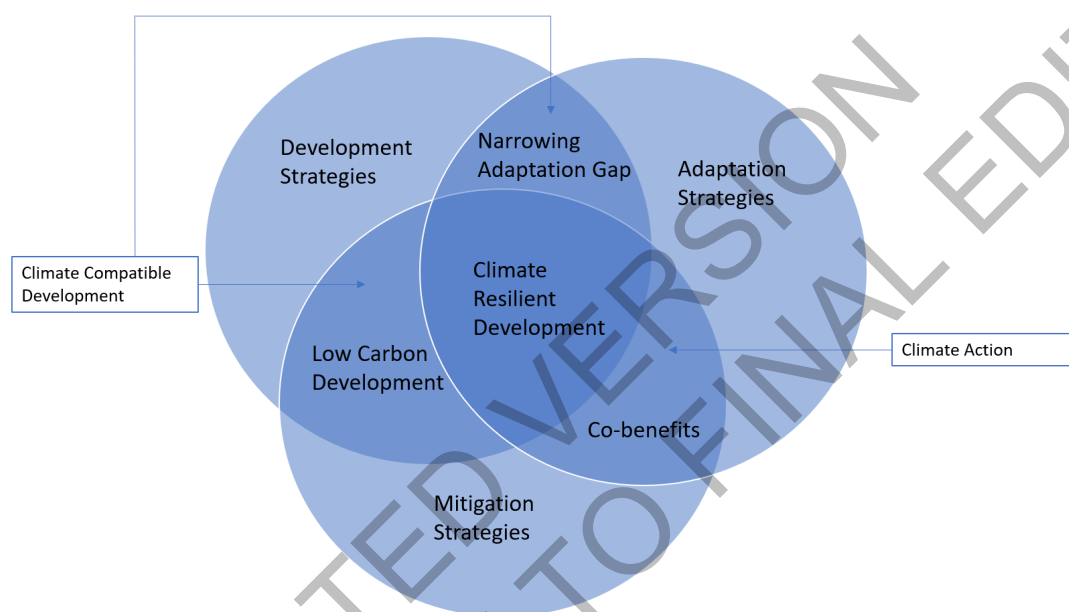 Development
Strategies
Narrowing
Adaptation Gap
Adaptation
Strategies
Climate Compatible
Development
Climate
Resilient
Development
Low Carbon
Development
Climate Action
Co-benefits
Mitigation
Strategies
TED VERSION
TO FINAL EDIT